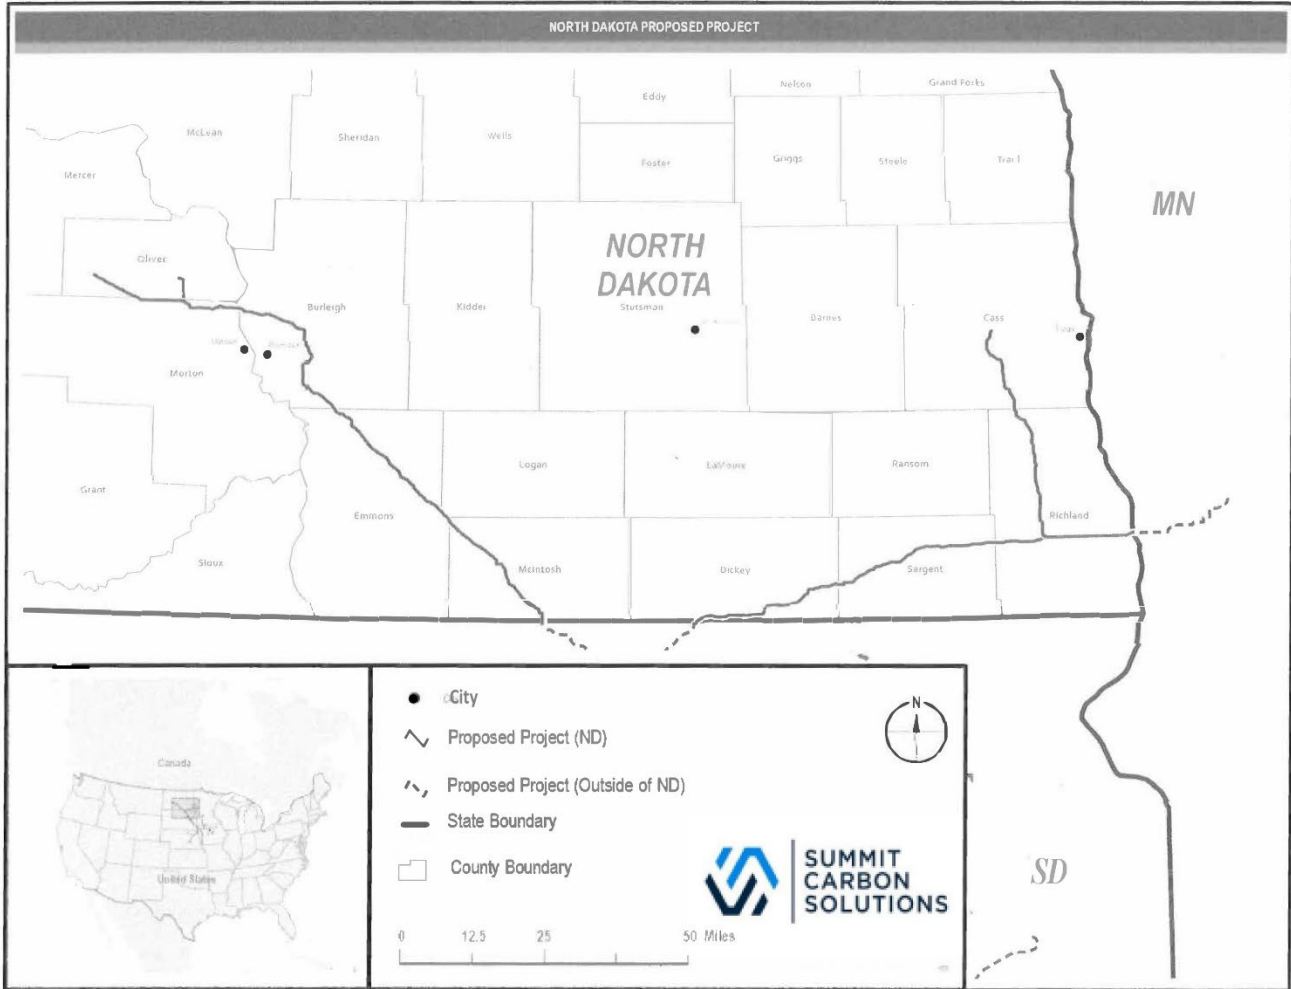 NORTH DAKOTA PROPOSED PROJECT
Nelson
Grand Forks
Eddy
McLean
Sheridan
Wells
Foster
Griggs
Steele
Mercer
MN
NORTH
DAKOTA
Oliver
Burleigh
Kidder
Stutsman
Barnes
Cass
Morton
Logan
LaMoure
Ransom
Grant
Emmons
Richland
Sioux
McIntosh
Dickey
Sargent
City
N
Proposed Project (ND)
Canada
Proposed Project (Outside of ND)
State Boundary
County Boundary
United States
SUMMIT
CARBON
SOLUTIONS
SD
0 12.5 25 50 Miles